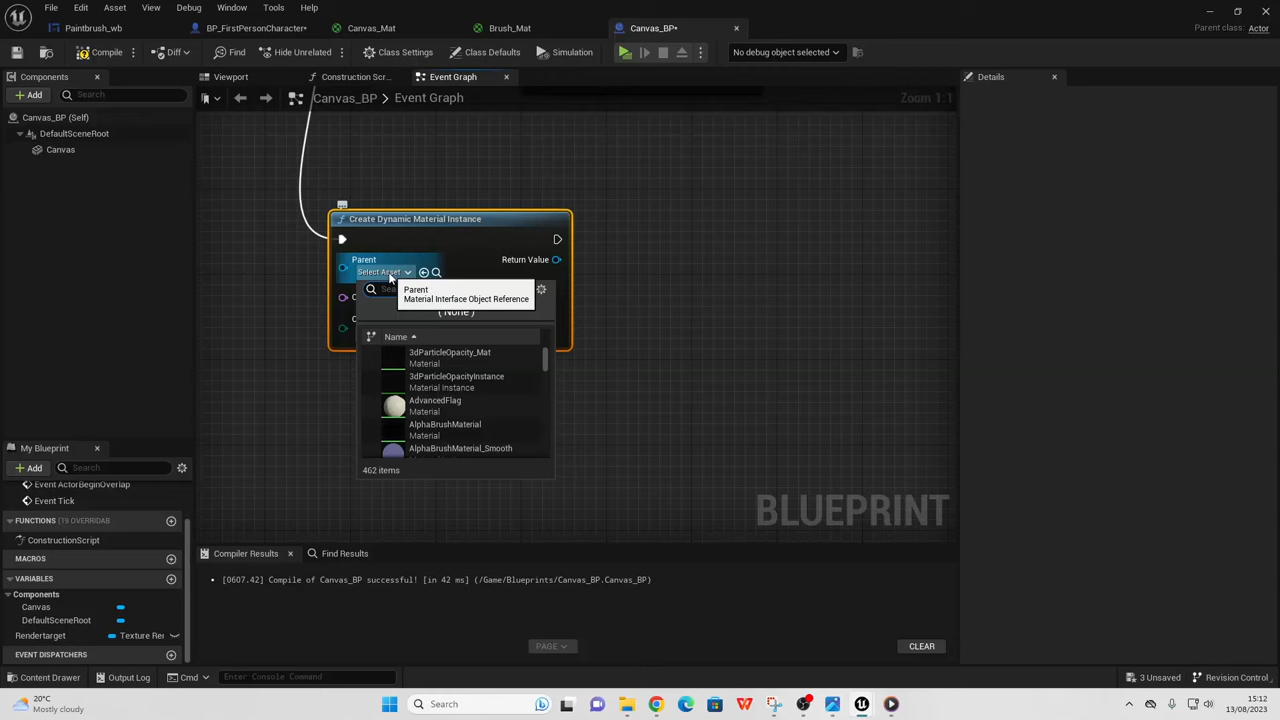 File Edit Asset View Debug Window Tools Help
Paintbrush_wb BP_FirstPersonCharacter* Canvas_Mat Brush_Mat Canvas_BP* Parent class: Actor
Compile Diff Find Hide Unrelated Class Settings Class Defaults Simulation No debug object selected
Components Viewport Construction Scr... Event Graph Details
Add Search Canvas_BP > Event Graph Zoom 1:1
Canvas_BP (Self)
DefaultSceneRoot
Canvas
Create Dynamic Material Instance
Parent Return Value
Select Asset
Parent
Material Interface Object Reference
( None )
Name
3dParticleOpacity_Mat
Material
3dParticleOpacityInstance
Material Instance
AdvancedFlag
Material
AlphaBrushMaterial
Material
AlphaBrushMaterial_Smooth
462 items
BLUEPRINT
My Blueprint
Add Search
Event ActorBeginOverlap
Event Tick
FUNCTIONS (19 OVERRIDAB
ConstructionScript
MACROS
VARIABLES
Components
Canvas
DefaultSceneRoot
Rendertarget Texture Rei
EVENT DISPATCHERS
Compiler Results Find Results
[0607.42] Compile of Canvas_BP successful! [in 42 ms] (/Game/Blueprints/Canvas_BP.Canvas_BP)
PAGE CLEAR
Content Drawer Output Log Cmd Enter Console Command 3 Unsaved Revision Control
20°C
Mostly cloudy
Search
15:12
13/08/2023